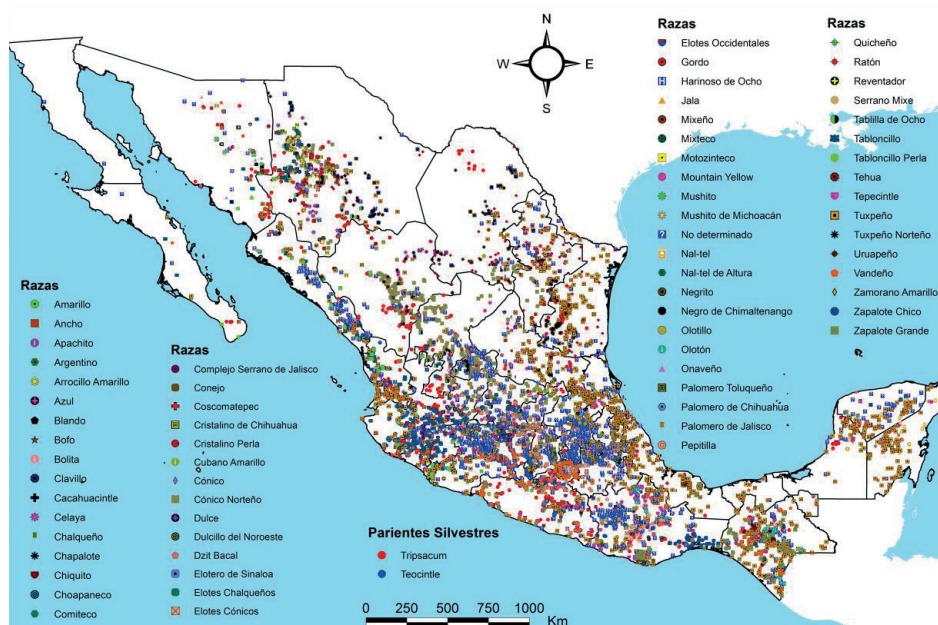 N
W
E
S
Razas
Amarillo
Ancho
Apachito
Argentino
Arrocillo Amarillo
Azul
Blando
Bofo
Bolita
Clavillo
Cacahuacintle
Celaya
Chalqueño
Chapalote
Chiquito
Choapaneco
Comiteco
Razas
Complejo Serrano de Jalisco
Conejo
Coscomatepec
Cristalino de Chihuahua
Cristalino Perla
Cubano Amarillo
Cónico
Cónico Norteño
Dulce
Dulcillo del Noroeste
Dzit Bacal
Elotero de Sinaloa
Elotes Chalqueños
Elotes Cónicos
Parientes Silvestres
Tripsacum
Teocintle
0 250 500 750 1000
Km
Razas
Elotes Occidentales
Gordo
Harinoso de Ocho
Jala
Mixeño
Mixteco
Motozinteco
Mountain Yellow
Mushito
Mushito de Michoacán
No determinado
Nal-tel
Nal-tel de Altura
Negrito
Negro de Chimaltenango
Olotillo
Olotón
Onaveño
Palomero Toluqueño
Palomero de Chihuahua
Palomero de Jalisco
Pepitilla
Razas
Quicheño
Ratón
Reventador
Serrano Mixe
Tablilla de Ocho
Tabloncillo
Tabloncillo Perla
Tehua
Tepecintle
Tuxpeño
Tuxpeño Norteño
Uruapeño
Vandeño
Zamorano Amarillo
Zapalote Chico
Zapalote Grande